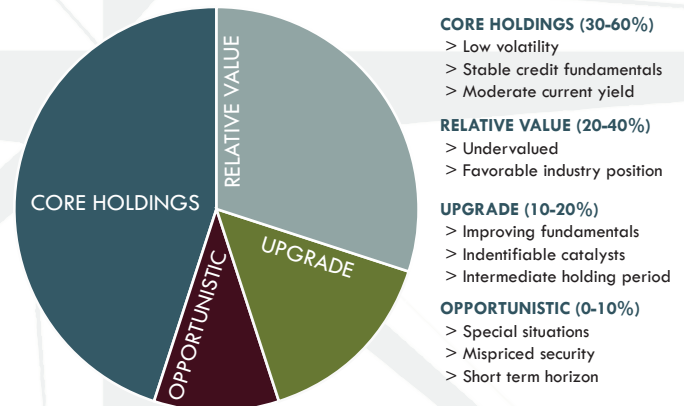 RELATIVE VALUE
CORE HOLDINGS
UPGRADE
OPPORTUNISTIC
CORE HOLDINGS (30-60%)
> Low volatility
> Stable credit fundamentals
> Moderate current yield
RELATIVE VALUE (20-40%)
> Undervalued
> Favorable industry position
UPGRADE (10-20%)
> Improving fundamentals
> Indentifiable catalysts
> Intermediate holding period
OPPORTUNISTIC (0-10%)
> Special situations
> Mispriced security
> Short term horizon